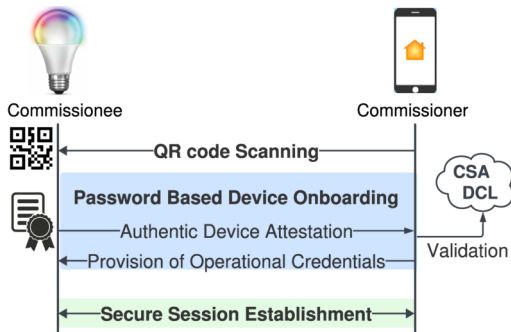 Commissionee
Commissioner
QR code Scanning
CSA
DCL
Password Based Device Onboarding
Authentic Device Attestation
Validation
Provision of Operational Credentials
Secure Session Establishment